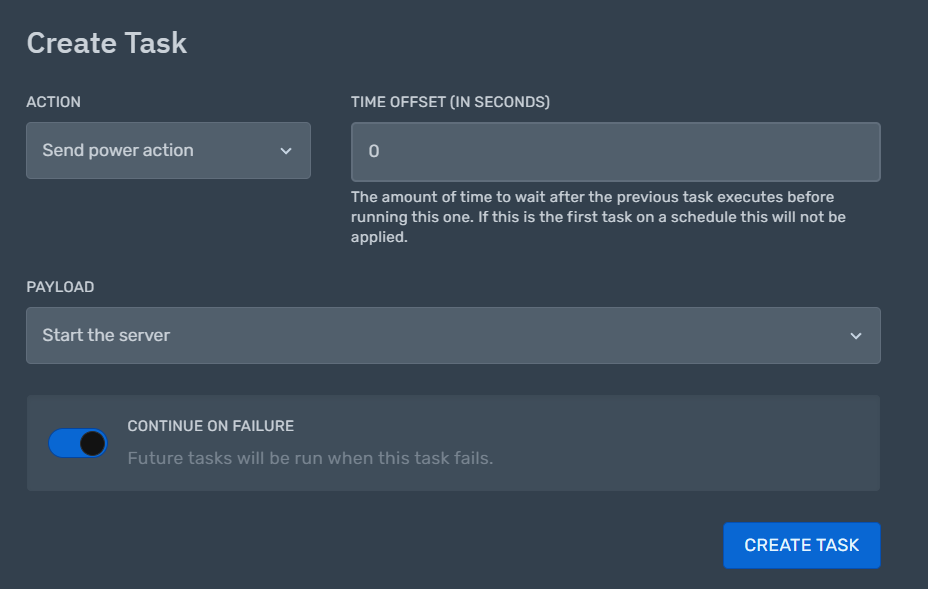 Create Task
ACTION
TIME OFFSET (IN SECONDS)
Send power action
0
The amount of time to wait after the previous task executes before
running this one. If this is the first task on a schedule this will not be
applied.
PAYLOAD
Start the server
CONTINUE ON FAILURE
Future tasks will be run when this task fails.
CREATE TASK